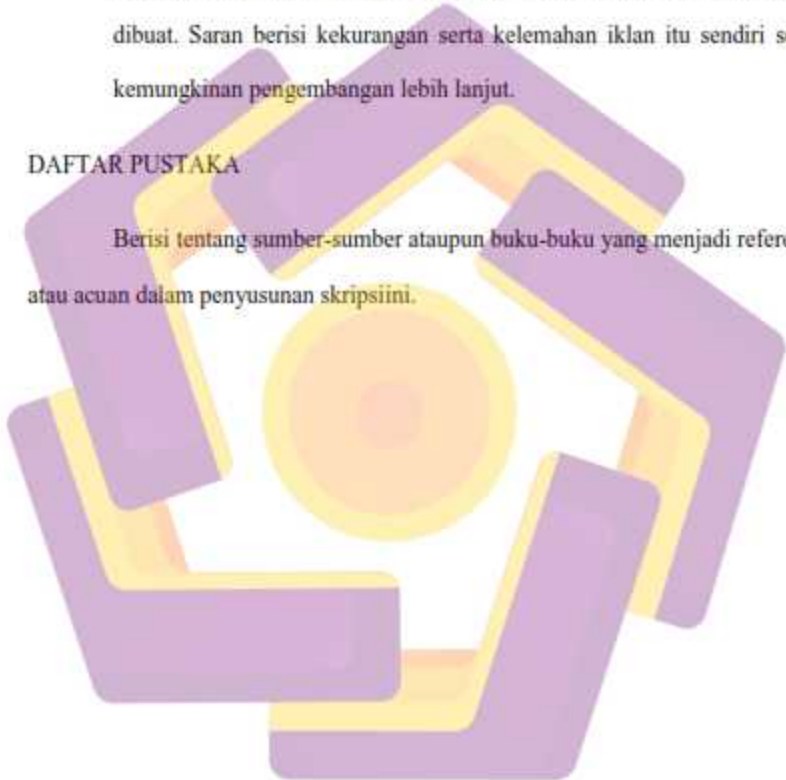 dibuat. Saran berisi kekurangan serta kelemahan iklan itu sendiri
kemungkinan pengembangan lebih lanjut.
DAFTAR PUSTAKA
Berisi tentang sumber-sumber ataupun buku-buku yang menjadi
atau acuan dalam penyusunan skripsiini.